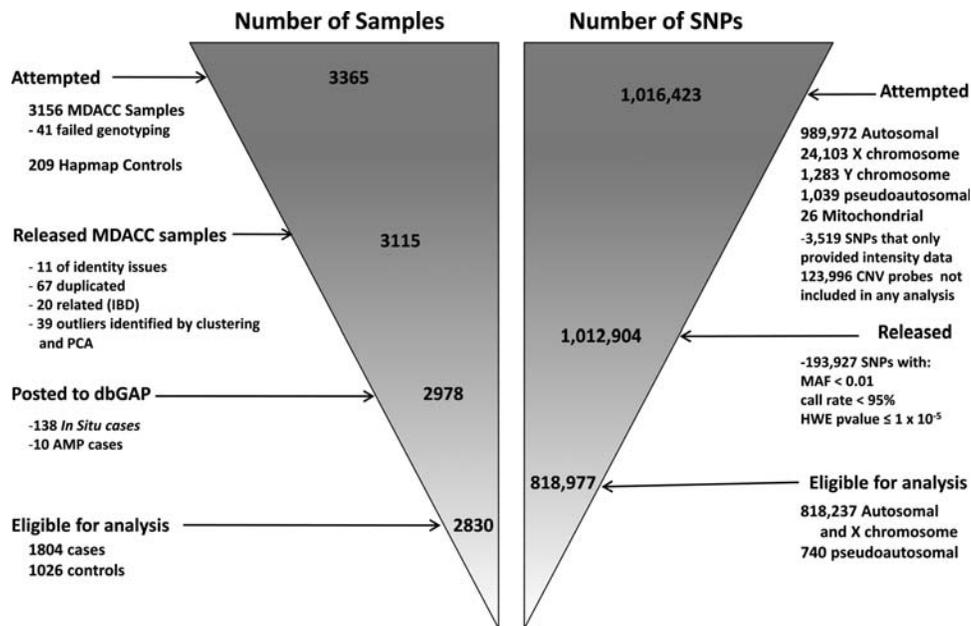 Number of Samples
Attempted
3365
3156 MDACC Samples
- 41 failed genotyping
209 Hapmap Controls
Released MDACC samples
3115
- 11 of identity issues
- 67 duplicated
- 20 related (IBD)
- 39 outliers identified by clustering
and PCA
Posted to dbGAP
2978
-138 In Situ cases
-10 AMP cases
Eligible for analysis
2830
1804 cases
1026 controls
Number of SNPs
1,016,423
Attempted
989,972 Autosomal
24,103 X chromosome
1,283 Y chromosome
1,039 pseudoautosomal
26 Mitochondrial
-3,519 SNPs that only
provided intensity data
123,996 CNV probes not
included in any analysis
1,012,904
Released
-193,927 SNPs with:
MAF < 0.01
call rate < 95%
HWE pvalue ≤ 1 x 10⁻⁵
818,977
Eligible for analysis
818,237 Autosomal
and X chromosome
740 pseudoautosomal